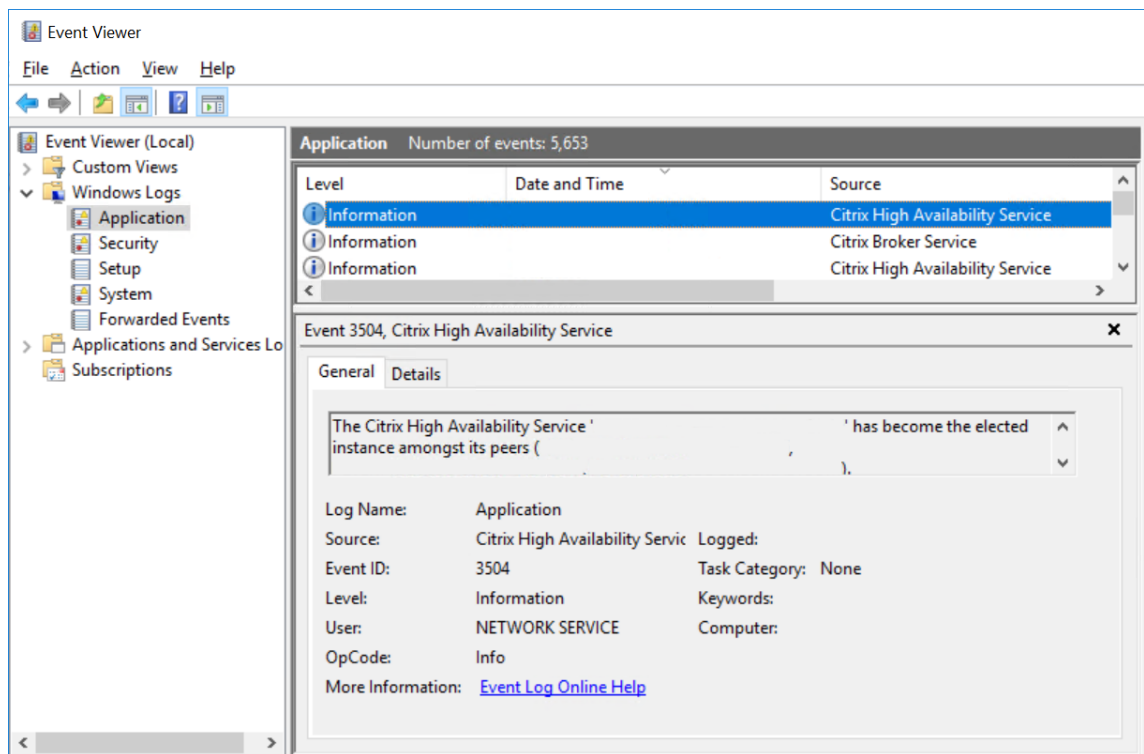 Event Viewer
File Action View Help
Event Viewer (Local)
Custom Views
Windows Logs
Application
Security
Setup
System
Forwarded Events
Applications and Services Lo
Subscriptions
Application Number of events: 5,653
Level Date and Time Source
Information Citrix High Availability Service
Information Citrix Broker Service
Information Citrix High Availability Service
Event 3504, Citrix High Availability Service
General Details
The Citrix High Availability Service ' ' has become the elected
instance amongst its peers ( ,
, ).
Log Name: Application
Source: Citrix High Availability Servic Logged:
Event ID: 3504 Task Category: None
Level: Information Keywords:
User: NETWORK SERVICE Computer:
OpCode: Info
More Information: Event Log Online Help